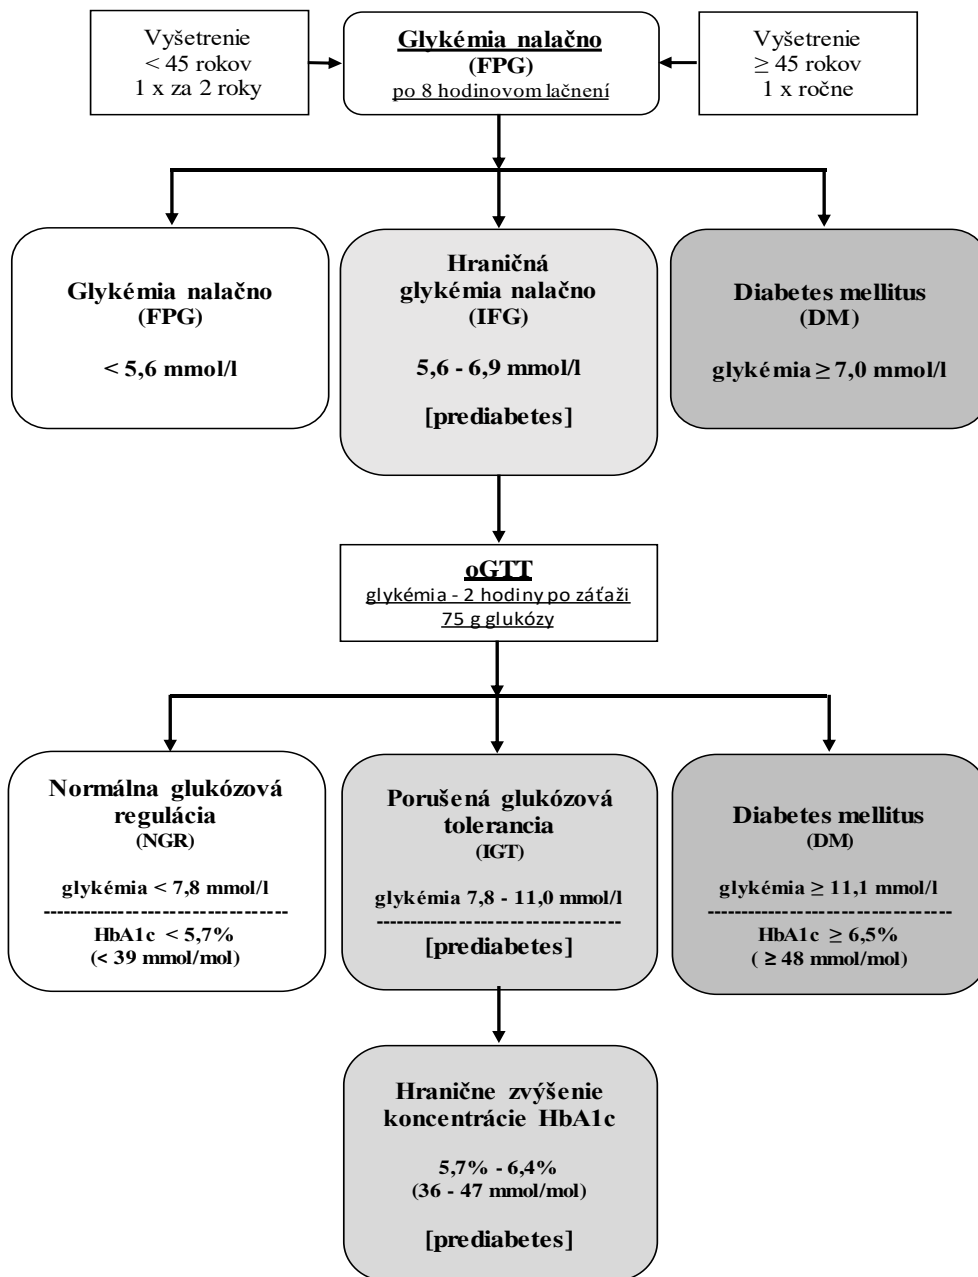 Vyšetrenie
< 45 rokov
1 x za 2 roky
Glykémia nalačno
(FPG)
po 8 hodinovom lačnení
Vyšetrenie
≥ 45 rokov
1 x ročne
Glykémia nalačno
(FPG)
< 5,6 mmol/l
Hraničná
glykémia nalačno
(IFG)
5,6 - 6,9 mmol/l
[prediabetes]
Diabetes mellitus
(DM)
glykémia ≥ 7,0 mmol/l
oGTT
glykémia - 2 hodiny po záťaži
75 g glukózy
Normálna glukózová
regulácia
(NGR)
glykémia < 7,8 mmol/l
------------------------------------
HbA1c < 5,7%
(< 39 mmol/mol)
Porušená glukózová
tolerancia
(IGT)
glykémia 7,8 - 11,0 mmol/l
------------------------------------
[prediabetes]
Diabetes mellitus
(DM)
glykémia ≥ 11,1 mmol/l
------------------------------------
HbA1c ≥ 6,5%
( ≥ 48 mmol/mol)
Hranične zvýšenie
koncentrácie HbA1c
5,7% - 6,4%
(36 - 47 mmol/mol)
[prediabetes]